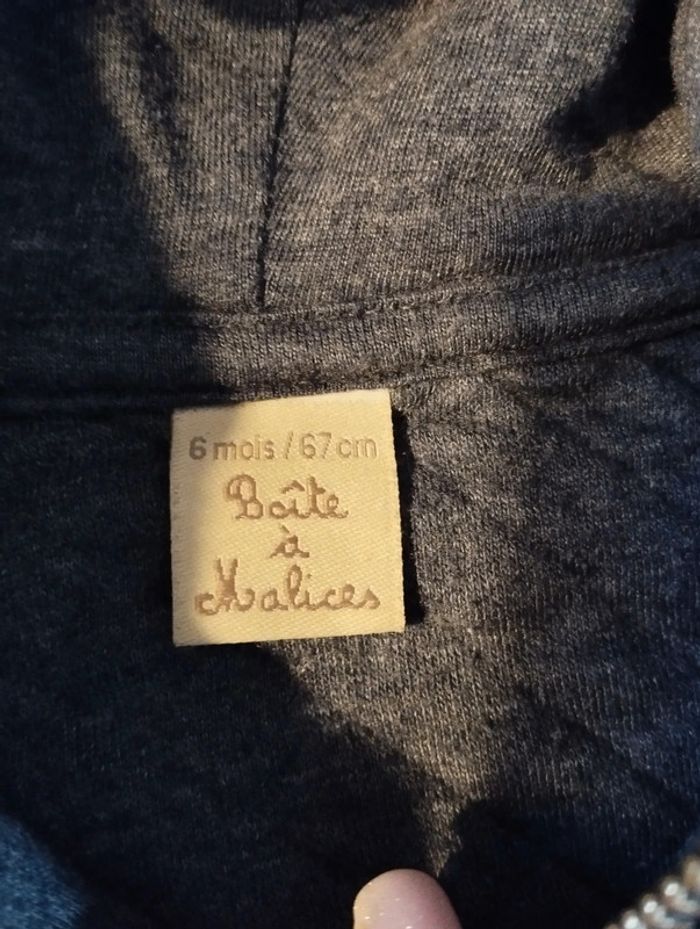 6 mois / 67 cm
Boîte
à
Malices